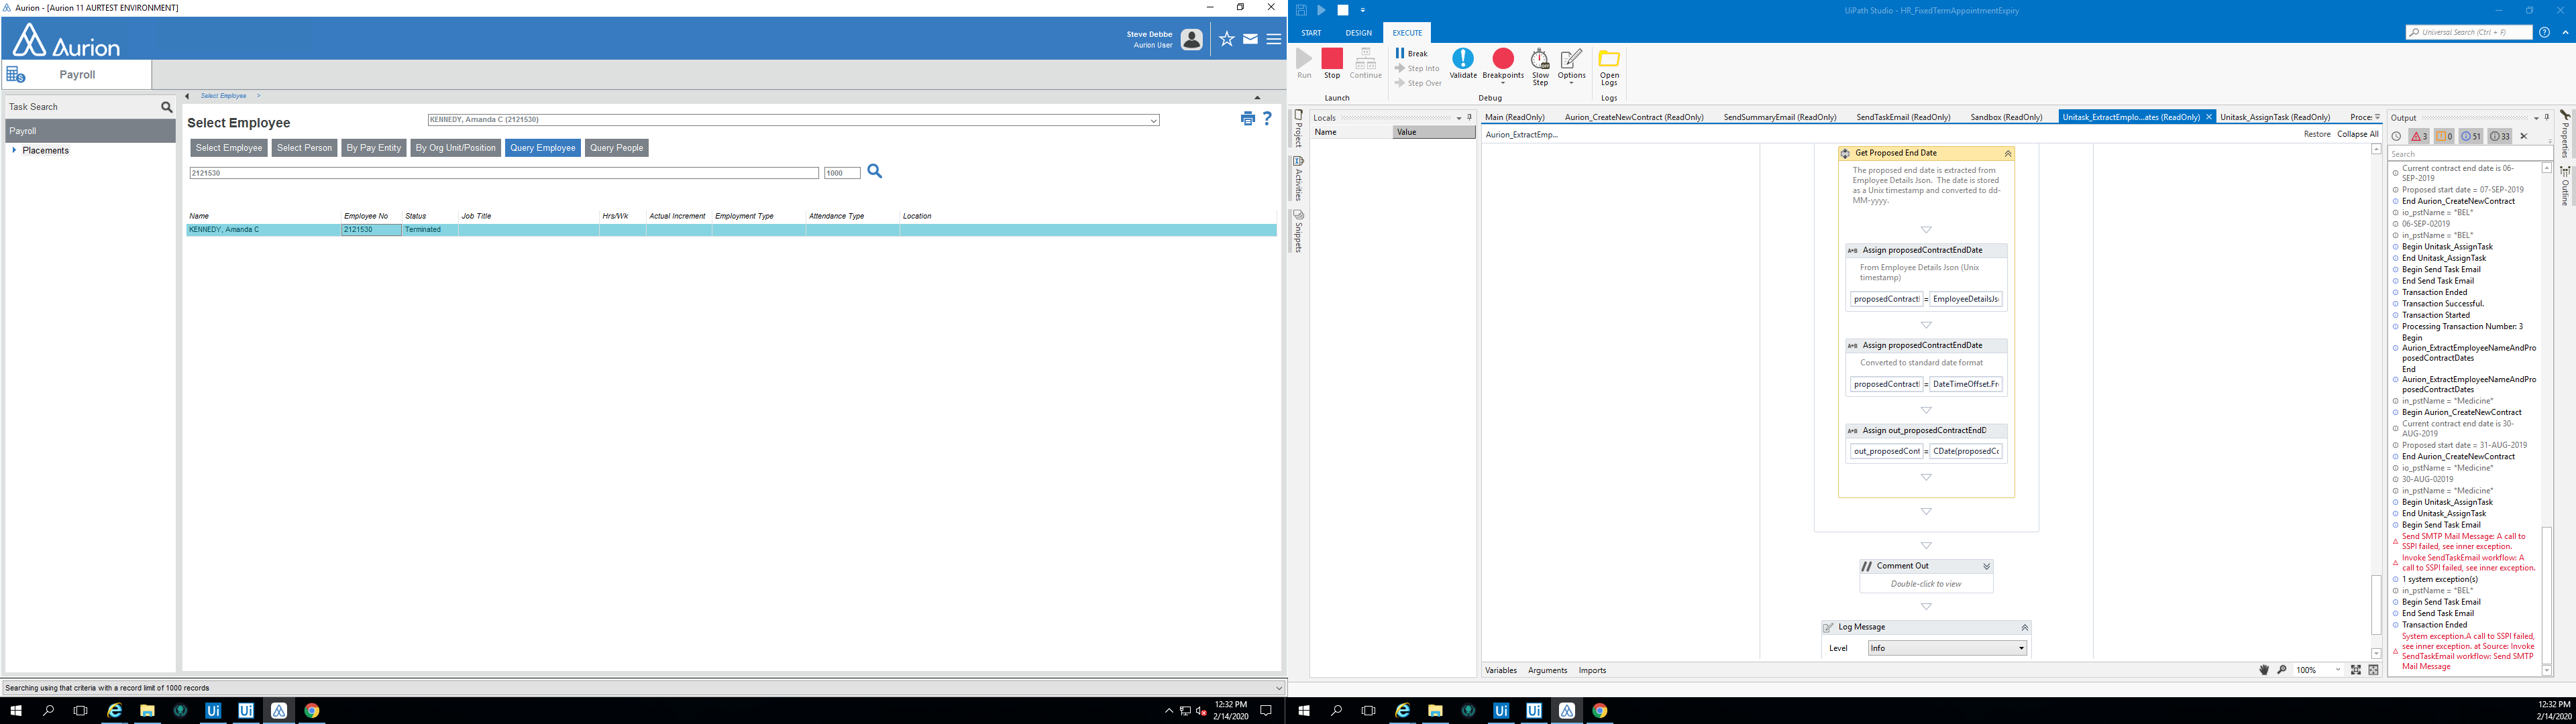 Aurion - [Aurion 11 AURTEST ENVIRONMENT]
Aurion
Steve Debbe
Aurion User
Payroll
Task Search
Payroll
Placements
Select Employee >
Select Employee
KENNEDY, Amanda C (2121530)
Select Employee Select Person By Pay Entity By Org Unit/Position Query Employee Query People
2121530 1000
Name Employee No Status Job Title Hrs/Wk Actual Increment Employment Type Attendance Type Location
KENNEDY, Amanda C 2121530 Terminated
Searching using that criteria with a record limit of 1000 records
12:32 PM
2/14/2020
UiPath Studio - HR_FixedTermAppointmentExpiry
START DESIGN EXECUTE
Universal Search (Ctrl + F)
Run Stop Continue
Break
Step Into
Step Over
Validate Breakpoints Slow Step Options Open Logs
Launch Debug Logs
Project
Activities
Snippets
Locals
Name Value
Main (ReadOnly) Aurion_CreateNewContract (ReadOnly) SendSummaryEmail (ReadOnly) SendTaskEmail (ReadOnly) Sandbox (ReadOnly) Unitask_ExtractEmplo...ates (ReadOnly) Unitask_AssignTask (ReadOnly) Proces
Aurion_ExtractEmp...
Restore Collapse All
Get Proposed End Date
The proposed end date is extracted from
Employee Details Json. The date is stored
as a Unix timestamp and converted to dd-
MM-yyyy.
A+B Assign proposedContractEndDate
From Employee Details Json (Unix
timestamp)
proposedContract = EmployeeDetailsJs
A+B Assign proposedContractEndDate
Converted to standard date format
proposedContract = DateTimeOffset.Fr
A+B Assign out_proposedContractEndD
out_proposedCont = CDate(proposedCc
// Comment Out
Double-click to view
Log Message
Level Info
Variables Arguments Imports
100%
Output
3 0 51 33
Search
Current contract end date is 06-
SEP-2019
Proposed start date = 07-SEP-2019
End Aurion_CreateNewContract
io_pstName = *BEL*
06-SEP-02019
in_pstName = *BEL*
Begin Unitask_AssignTask
End Unitask_AssignTask
Begin Send Task Email
End Send Task Email
Transaction Ended
Transaction Successful.
Transaction Started
Processing Transaction Number: 3
Begin
Aurion_ExtractEmployeeNameAndPro
posedContractDates
End
Aurion_ExtractEmployeeNameAndPro
posedContractDates
in_pstName = *Medicine*
Begin Aurion_CreateNewContract
Current contract end date is 30-
AUG-2019
Proposed start date = 31-AUG-2019
End Aurion_CreateNewContract
io_pstName = *Medicine*
30-AUG-02019
in_pstName = *Medicine*
Begin Unitask_AssignTask
End Unitask_AssignTask
Begin Send Task Email
Send SMTP Mail Message: A call to
SSPI failed, see inner exception.
Invoke SendTaskEmail workflow: A
call to SSPI failed, see inner exception.
1 system exception(s)
in_pstName = *BEL*
Begin Send Task Email
End Send Task Email
Transaction Ended
System exception.A call to SSPI failed,
see inner exception. at Source: Invoke
SendTaskEmail workflow: Send SMTP
Mail Message
Properties
Outline
12:32 PM
2/14/2020